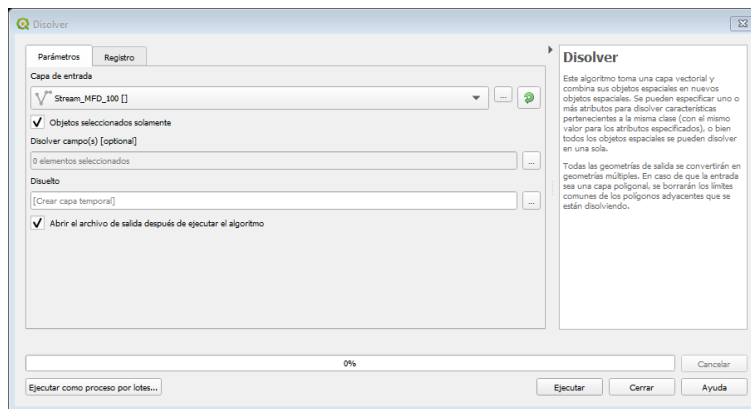 Disolver
Parámetros
Registro
Capa de entrada
Stream_MFD_100 []
...
Objetos seleccionados solamente
Disolver campo(s) [optional]
0 elementos seleccionados
...
Disuelto
[Crear capa temporal]
...
Abrir el archivo de salida después de ejecutar el algoritmo
Disolver
Este algoritmo toma una capa vectorial y
combina sus objetos espaciales en nuevos
objetos espaciales. Se pueden especificar uno o
más atributos para disolver características
pertenecientes a la misma clase (con el mismo
valor para los atributos especificados), o bien
todos los objetos espaciales se pueden disolver
en una sola.
Todas las geometrías de salida se convertirán en
geometrías múltiples. En caso de que la entrada
sea una capa poligonal, se borrarán los límites
comunes de los polígonos adyacentes que se
están disolviendo.
0%
Cancelar
Ejecutar como proceso por lotes...
Ejecutar
Cerrar
Ayuda